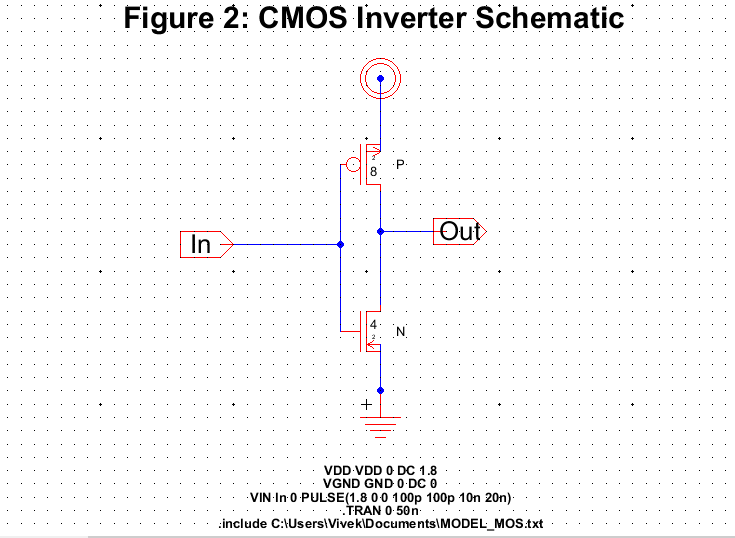 Figure 2: CMOS Inverter Schematic
2
8
P
In
Out
4
2
N
VDD VDD 0 DC 1.8
VGND GND 0 DC 0
VIN In 0 PULSE(1.8 0 0 100p 100p 10n 20n)
.TRAN 0 50n
.include C:\Users\Vivek\Documents\MODEL_MOS.txt